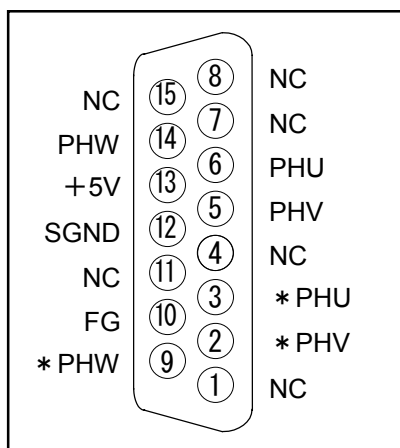 ⑧ NC
NC ⑮
⑦ NC
PHW ⑭
⑥ PHU
+5V ⑬
⑤ PHV
SGND ⑫
④ NC
NC ⑪
③ *PHU
FG ⑩
② *PHV
*PHW ⑨
① NC